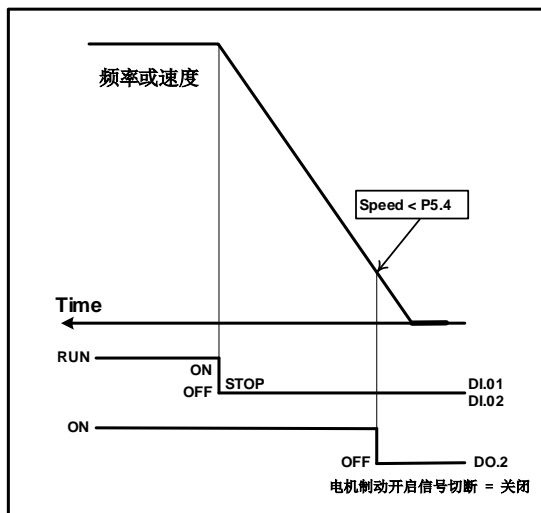 频率或速度
Speed < P5.4
Time
RUN
ON
OFF
STOP
DI.01
DI.02
ON
OFF
DO.2
电机制动开启信号切断 = 关闭